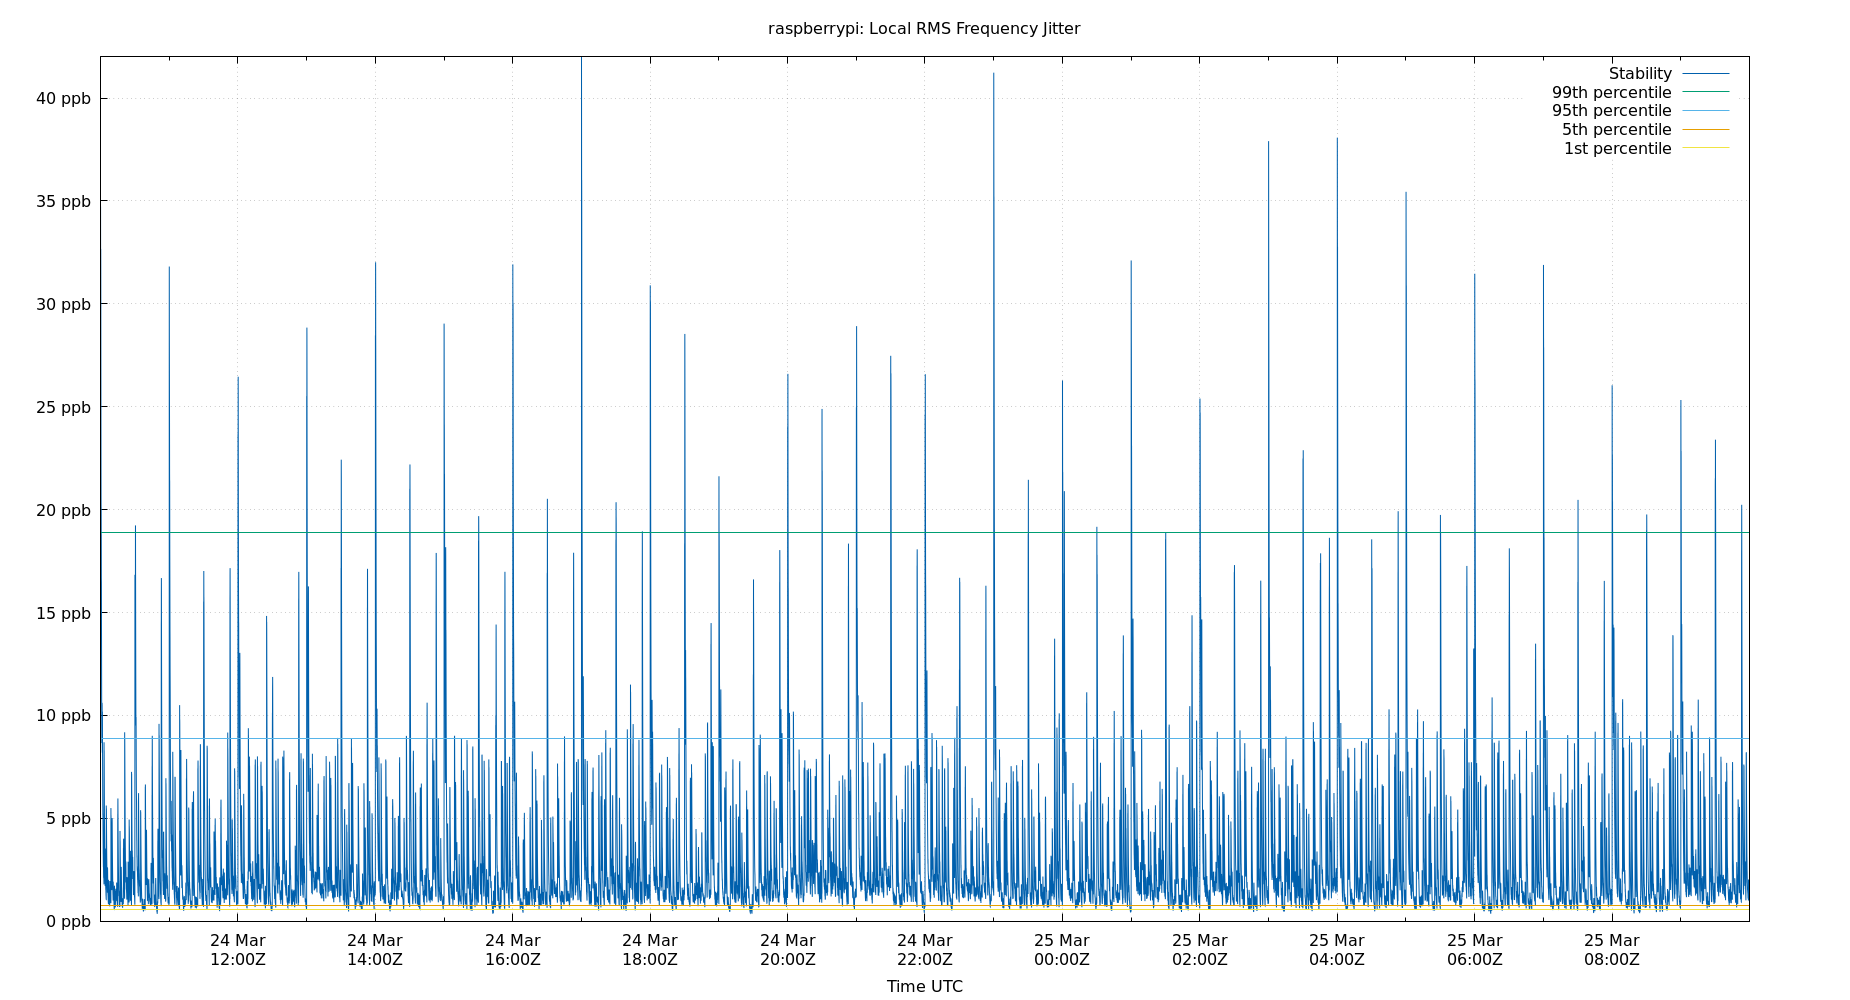 raspberrypi: Local RMS Frequency Jitter
Stability
99th percentile
95th percentile
5th percentile
1st percentile
40 ppb
35 ppb
30 ppb
25 ppb
20 ppb
15 ppb
10 ppb
5 ppb
0 ppb
24 Mar 24 Mar 24 Mar 24 Mar 24 Mar 24 Mar 25 Mar 25 Mar 25 Mar 25 Mar 25 Mar
12:00Z 14:00Z 16:00Z 18:00Z 20:00Z 22:00Z 00:00Z 02:00Z 04:00Z 06:00Z 08:00Z
Time UTC